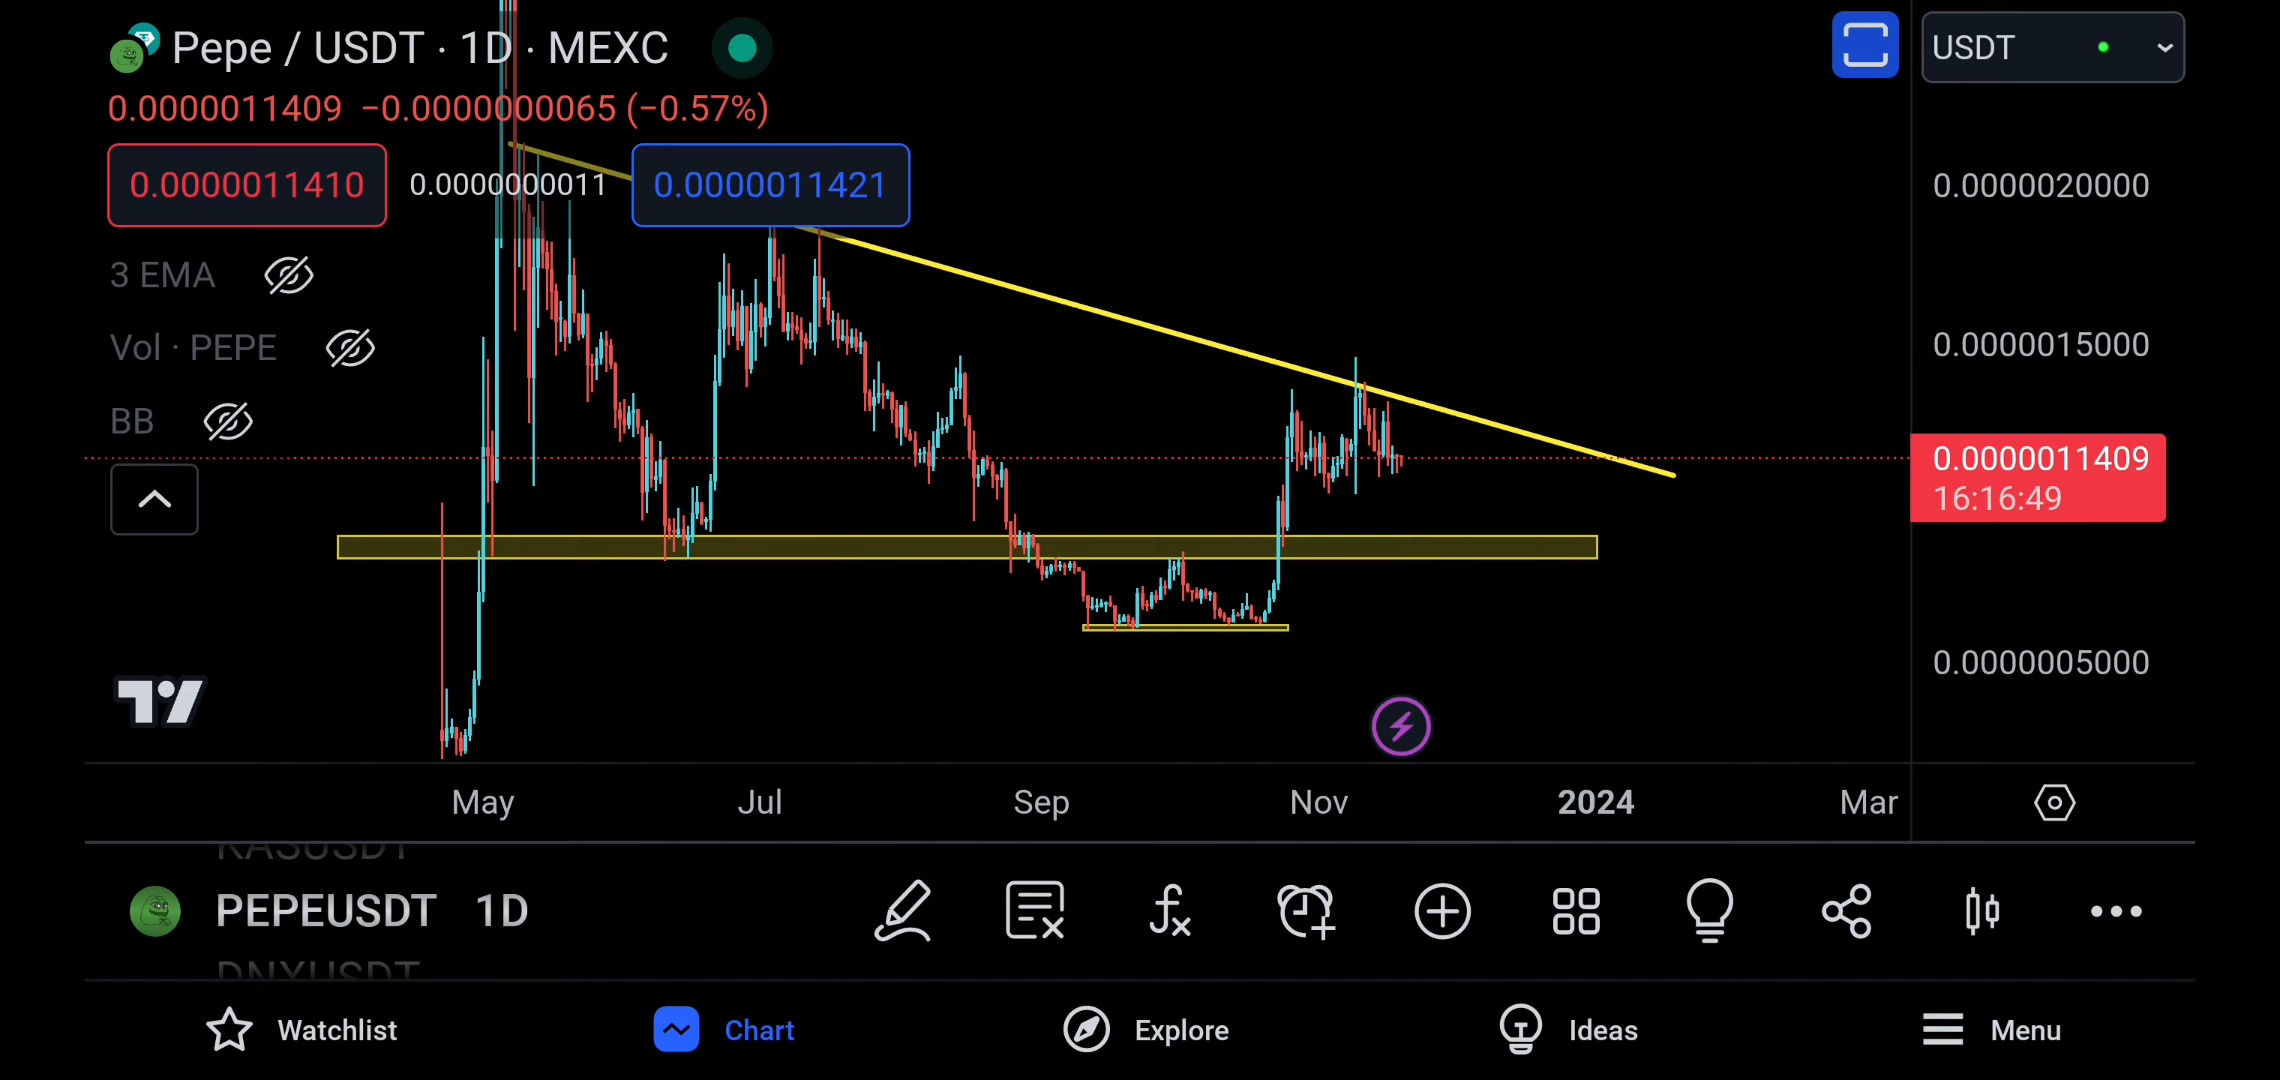 Pepe / USDT · 1D · MEXC
USDT
0.0000011409 −0.0000000065 (−0.57%)
0.0000011410
0.0000000011
0.0000011421
0.0000020000
3 EMA
Vol · PEPE
0.0000015000
BB
0.0000011409
16:16:49
0.0000005000
May
Jul
Sep
Nov
2024
Mar
KASUSDT
PEPEUSDT 1D
DNXUSDT
Watchlist
Chart
Explore
Ideas
Menu